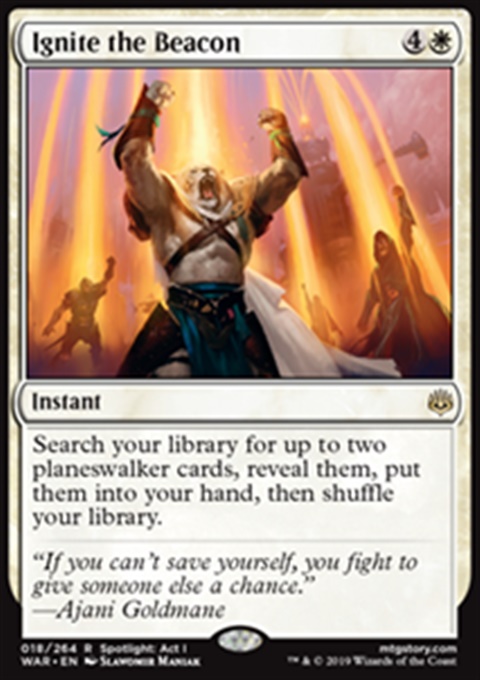 Ignite the Beacon 4
Instant
Search your library for up to two
planeswalker cards, reveal them, put
them into your hand, then shuffle
your library.
“If you can’t save yourself, you fight to
give someone else a chance.”
—Ajani Goldmane
018/264 R Spotlight: Act I mtgstory.com
WAR • EN Slawomir Maniak ™ & © 2019 Wizards of the Coast